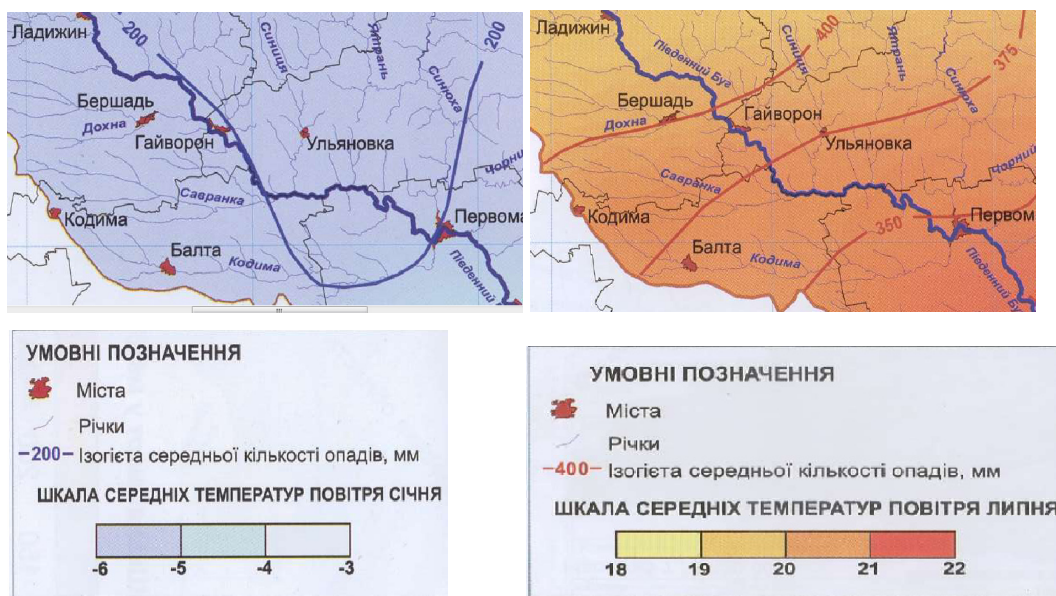 Ладижин
200
Синиця
Ятрань
200
Синюха
Бершадь
Дохна
Гайворон
Ульяновка
Чорний
Савранка
Кодима
Балта
Кодима
Первома
Південний Б
Ладижин
Південний Буг
Синиця
400
Ятрань
375
Синюха
Бершадь
Дохна
Гайворон
Ульяновка
Чорний
Савранка
Кодима
350
Первом
Балта
Кодима
Південний Бу
УМОВНІ ПОЗНАЧЕННЯ
Міста
Річки
–200– Ізогієта середньої кількості опадів, мм
ШКАЛА СЕРЕДНІХ ТЕМПЕРАТУР ПОВІТРЯ СІЧНЯ
-6 -5 -4 -3
УМОВНІ ПОЗНАЧЕННЯ
Міста
Річки
–400– Ізогієта середньої кількості опадів, мм
ШКАЛА СЕРЕДНІХ ТЕМПЕРАТУР ПОВІТРЯ ЛИПНЯ
18 19 20 21 22